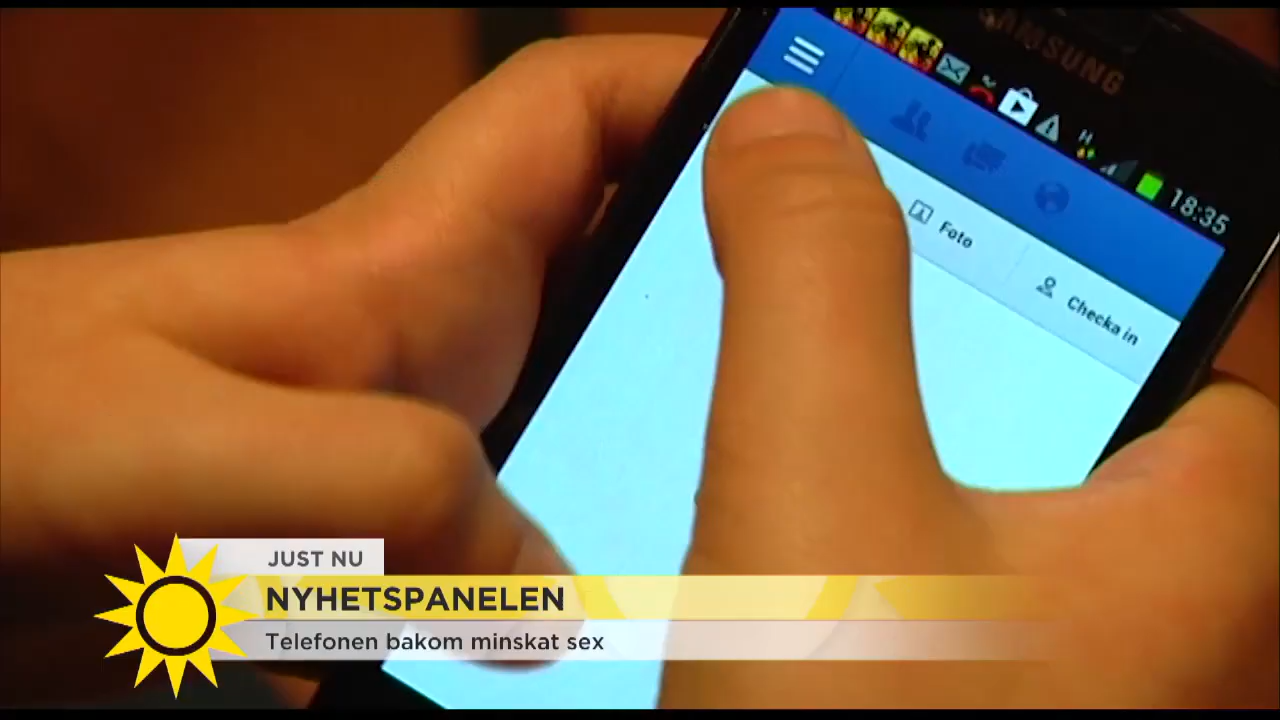 SAMSUNG
H
18:35
Foto
Checka in
JUST NU
NYHETSPANELEN
Telefonen bakom minskat sex